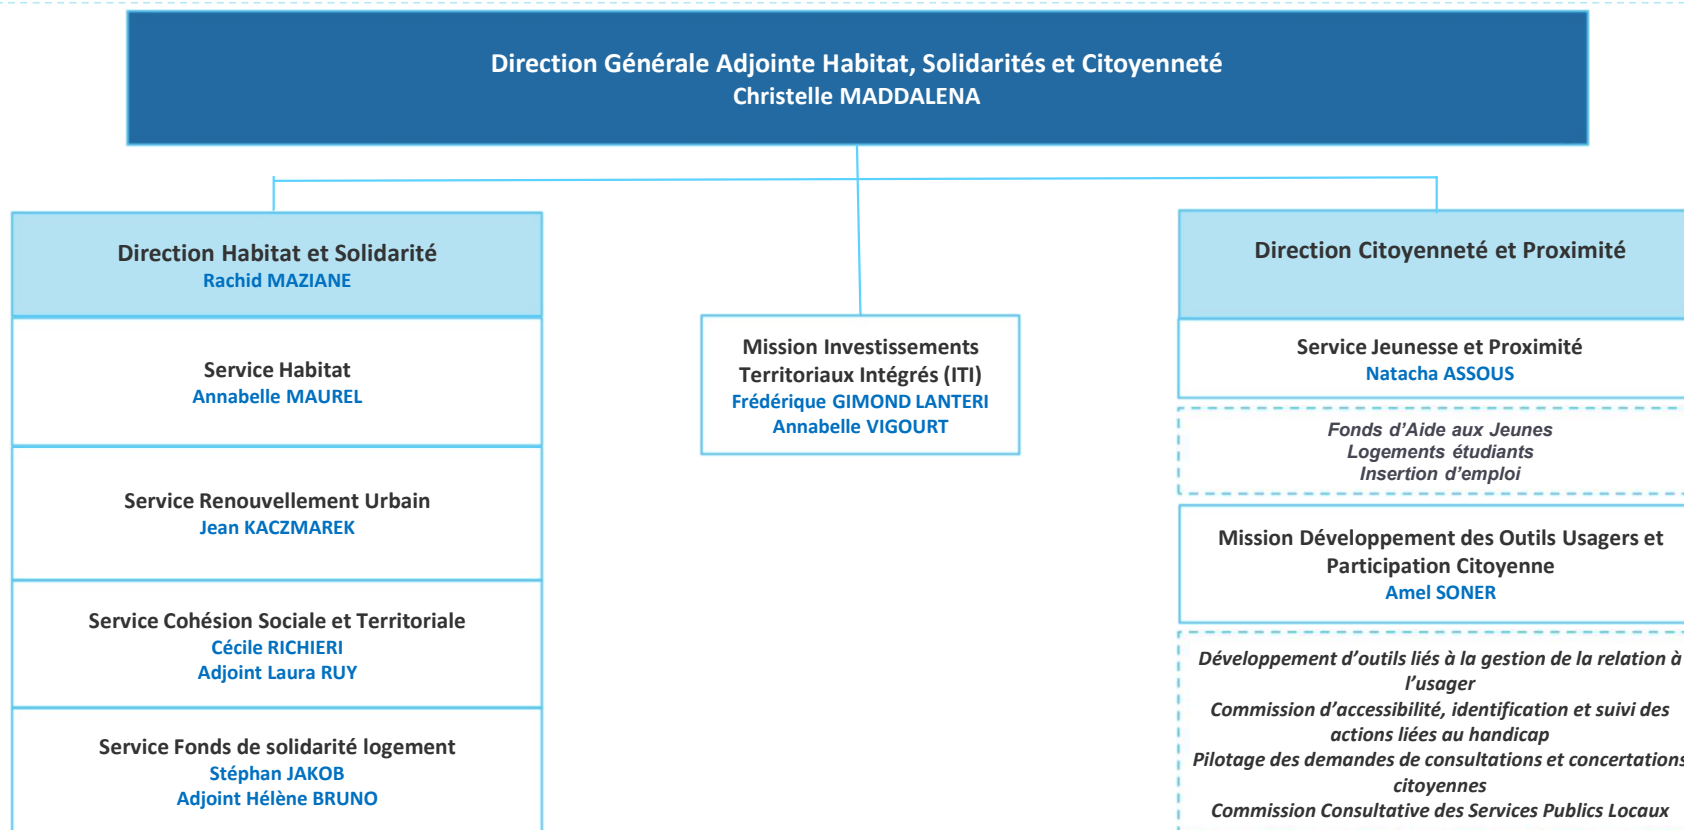 Direction Générale Adjointe Habitat, Solidarités et Citoyenneté
Christelle MADDALENA
Direction Habitat et Solidarité
Rachid MAZIANE
Service Habitat
Annabelle MAUREL
Service Renouvellement Urbain
Jean KACZMAREK
Service Cohésion Sociale et Territoriale
Cécile RICHIERI
Adjoint Laura RUY
Service Fonds de solidarité logement
Stéphan JAKOB
Adjoint Hélène BRUNO
Mission Investissements
Territoriaux Intégrés (ITI)
Frédérique GIMOND LANTERI
Annabelle VIGOURT
Direction Citoyenneté et Proximité
Service Jeunesse et Proximité
Natacha ASSOUS
Fonds d’Aide aux Jeunes
Logements étudiants
Insertion d’emploi
Mission Développement des Outils Usagers et
Participation Citoyenne
Amel SONER
Développement d’outils liés à la gestion de la relation à
l’usager
Commission d’accessibilité, identification et suivi des
actions liées au handicap
Pilotage des demandes de consultations et concertations
citoyennes
Commission Consultative des Services Publics Locaux